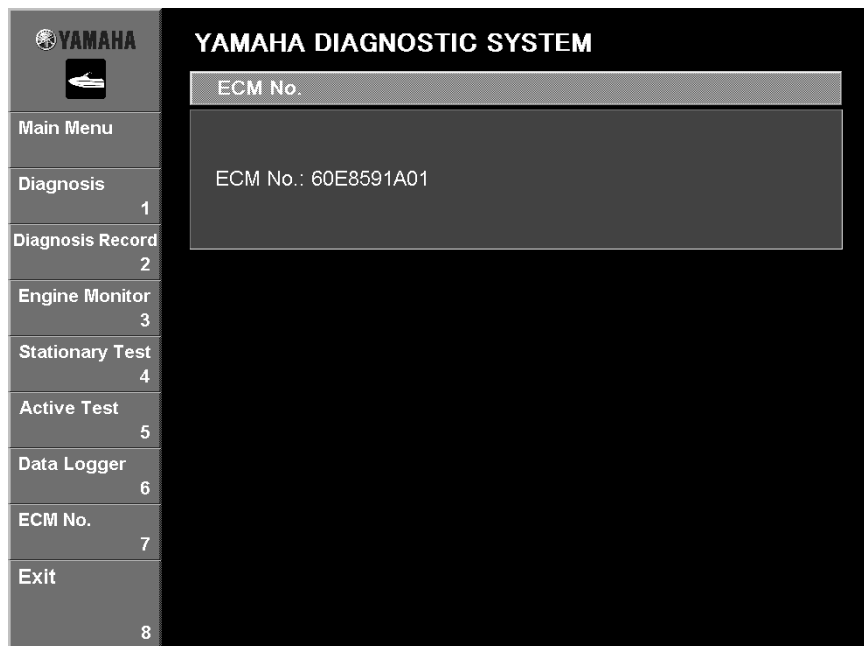 YAMAHA
YAMAHA DIAGNOSTIC SYSTEM
ECM No.
ECM No.: 60E8591A01
Main Menu
Diagnosis
1
Diagnosis Record
2
Engine Monitor
3
Stationary Test
4
Active Test
5
Data Logger
6
ECM No.
7
Exit
8